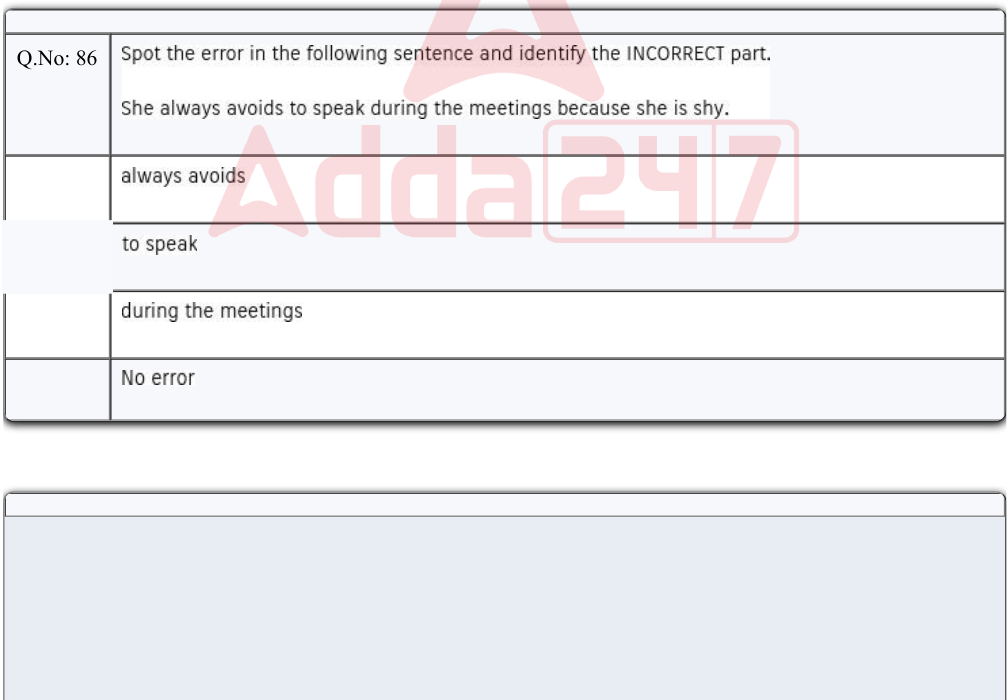 Q.No: 86
Spot the error in the following sentence and identify the INCORRECT part.
She always avoids to speak during the meetings because she is shy.
always avoids
to speak
during the meetings
No error
Adda247